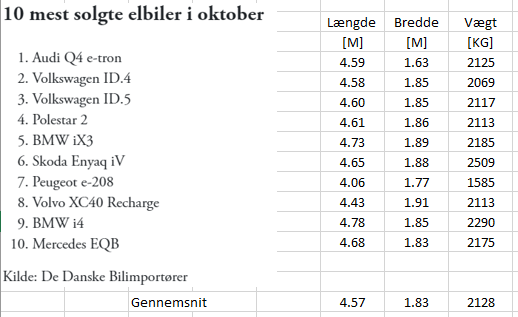 10 mest solgte elbiler i oktober
Længde Bredde Vægt
[M] [M] [KG]
1. Audi Q4 e-tron 4.59 1.63 2125
2. Volkswagen ID.4 4.58 1.85 2069
3. Volkswagen ID.5 4.60 1.85 2117
4. Polestar 2 4.61 1.86 2113
5. BMW iX3 4.73 1.89 2185
6. Skoda Enyaq iV 4.65 1.88 2509
7. Peugeot e-208 4.06 1.77 1585
8. Volvo XC40 Recharge 4.43 1.91 2113
9. BMW i4 4.78 1.85 2290
10. Mercedes EQB 4.68 1.83 2175
Kilde: De Danske Bilimportører
Gennemsnit 4.57 1.83 2128